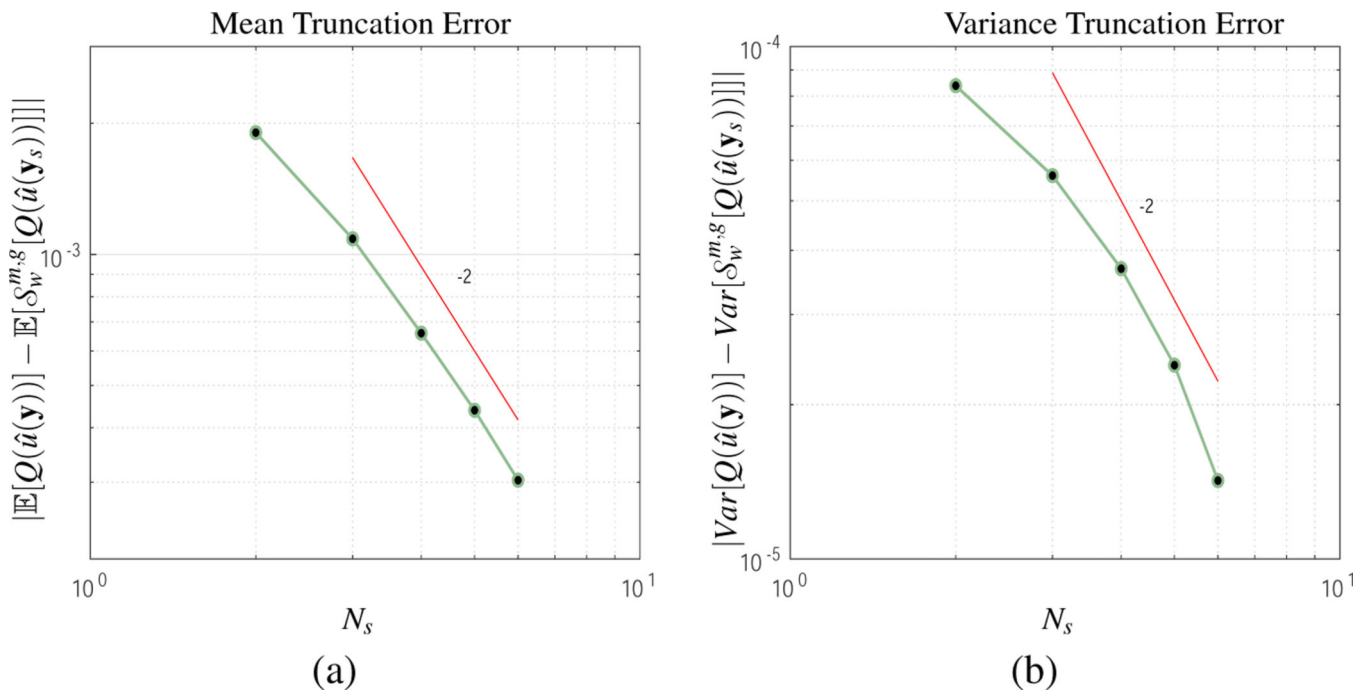 Mean Truncation Error
|𝔼[Q(û(y))] − 𝔼[𝒮_w^{m,g}[Q(û(y_s))]]|
10^{-3}
-2
10^0
10^1
N_s
(a)
Variance Truncation Error
|Var[Q(û(y))] − Var[𝒮_w^{m,g}[Q(û(y_s))]]|
10^{-4}
-2
10^{-5}
10^0
10^1
N_s
(b)